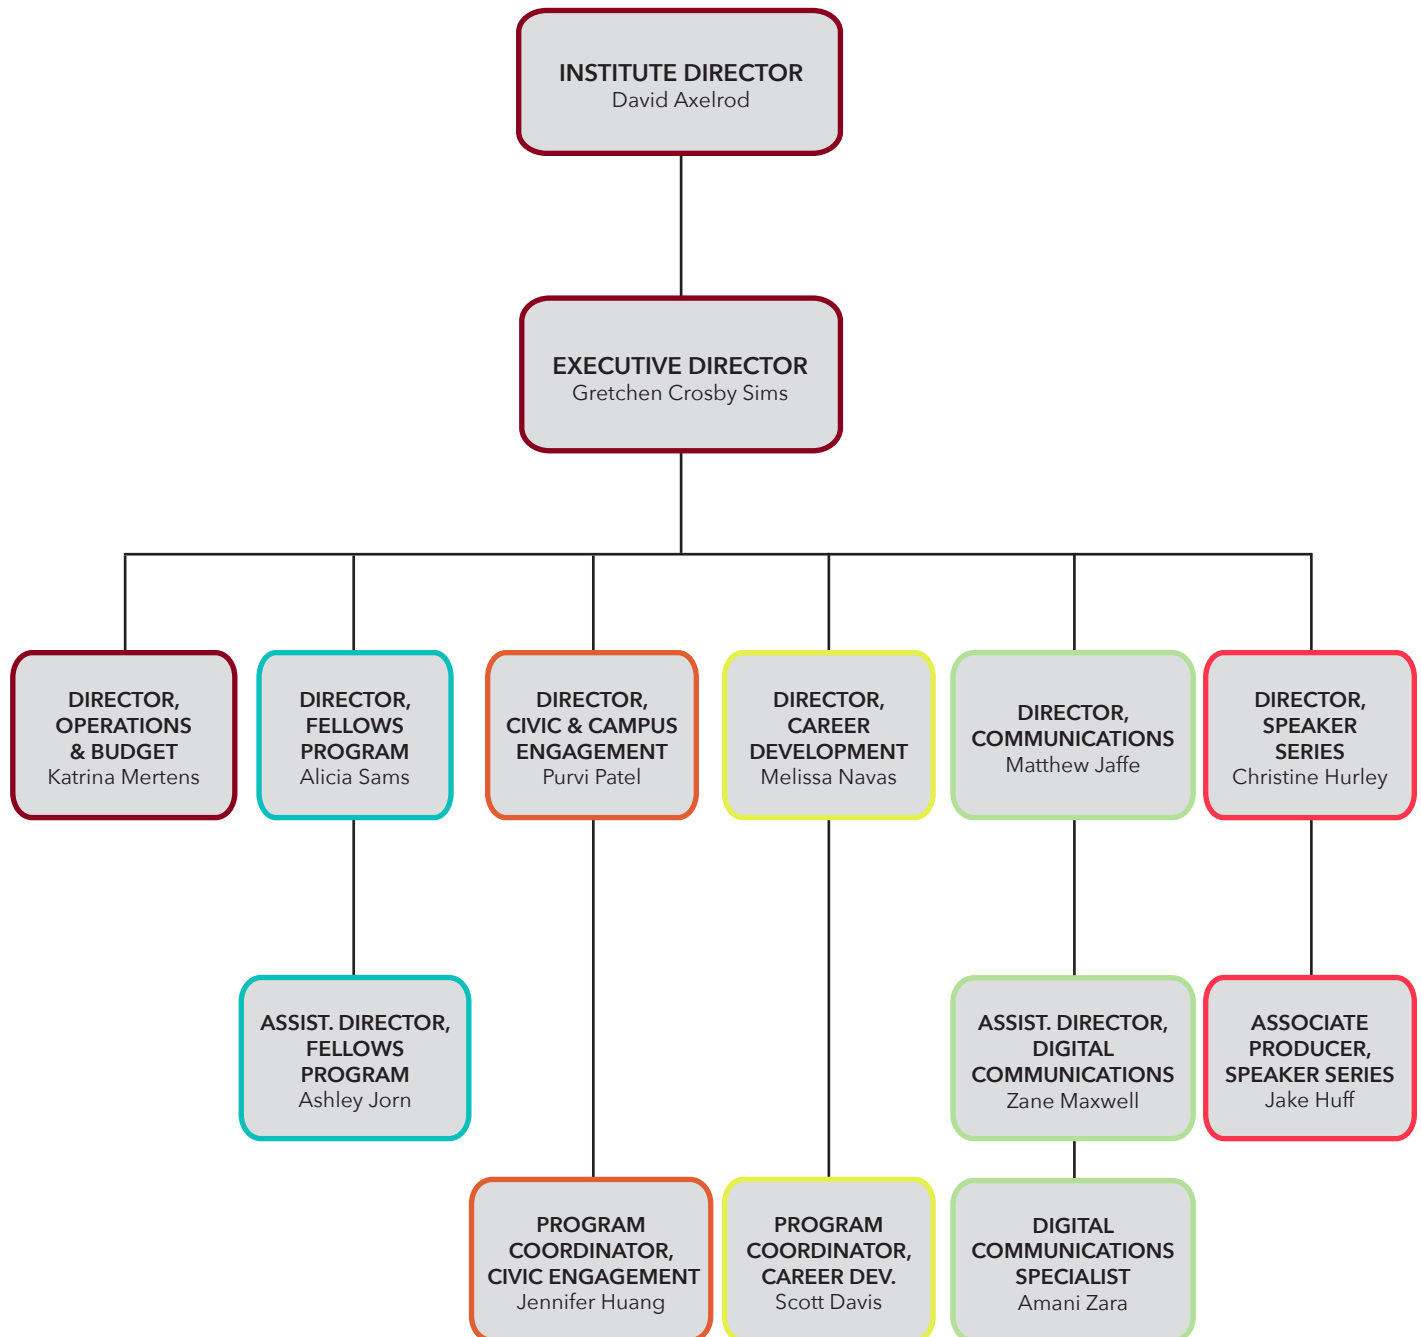 INSTITUTE DIRECTOR
David Axelrod
EXECUTIVE DIRECTOR
Gretchen Crosby Sims
DIRECTOR,
OPERATIONS
& BUDGET
Katrina Mertens
DIRECTOR,
FELLOWS
PROGRAM
Alicia Sams
DIRECTOR,
CIVIC & CAMPUS
ENGAGEMENT
Purvi Patel
DIRECTOR,
CAREER
DEVELOPMENT
Melissa Navas
DIRECTOR,
COMMUNICATIONS
Matthew Jaffe
DIRECTOR,
SPEAKER
SERIES
Christine Hurley
ASSIST. DIRECTOR,
FELLOWS
PROGRAM
Ashley Jorn
ASSIST. DIRECTOR,
DIGITAL
COMMUNICATIONS
Zane Maxwell
ASSOCIATE
PRODUCER,
SPEAKER SERIES
Jake Huff
PROGRAM
COORDINATOR,
CIVIC ENGAGEMENT
Jennifer Huang
PROGRAM
COORDINATOR,
CAREER DEV.
Scott Davis
DIGITAL
COMMUNICATIONS
SPECIALIST
Amani Zara